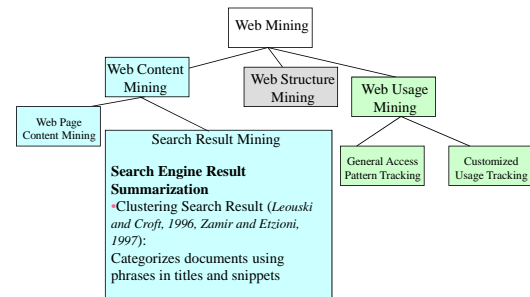 Web Mining
Web Content
Mining
Web Structure
Mining
Web Usage
Mining
Web Page
Content Mining
Search Result Mining
Search Engine Result
Summarization
•Clustering Search Result (Leouski
and Croft, 1996, Zamir and Etzioni,
1997):
Categorizes documents using
phrases in titles and snippets
General Access
Pattern Tracking
Customized
Usage Tracking